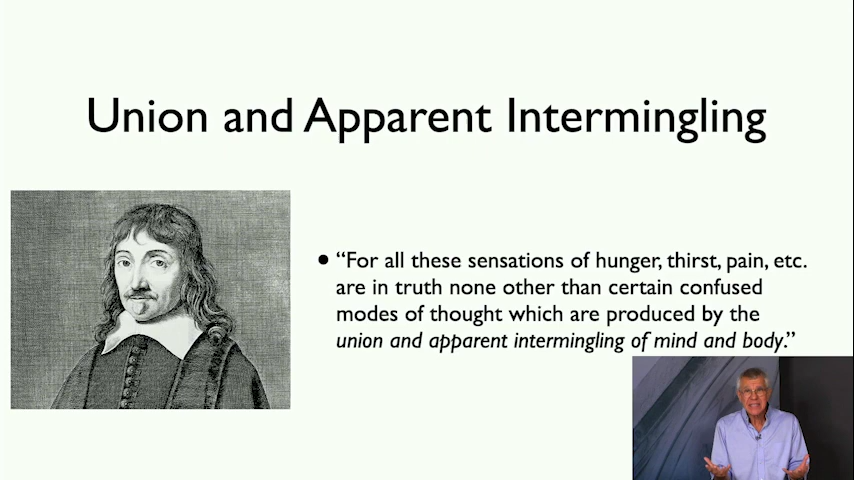 Union and Apparent Intermingling
• “For all these sensations of hunger, thirst, pain, etc.
are in truth none other than certain confused
modes of thought which are produced by the
union and apparent intermingling of mind and body.”